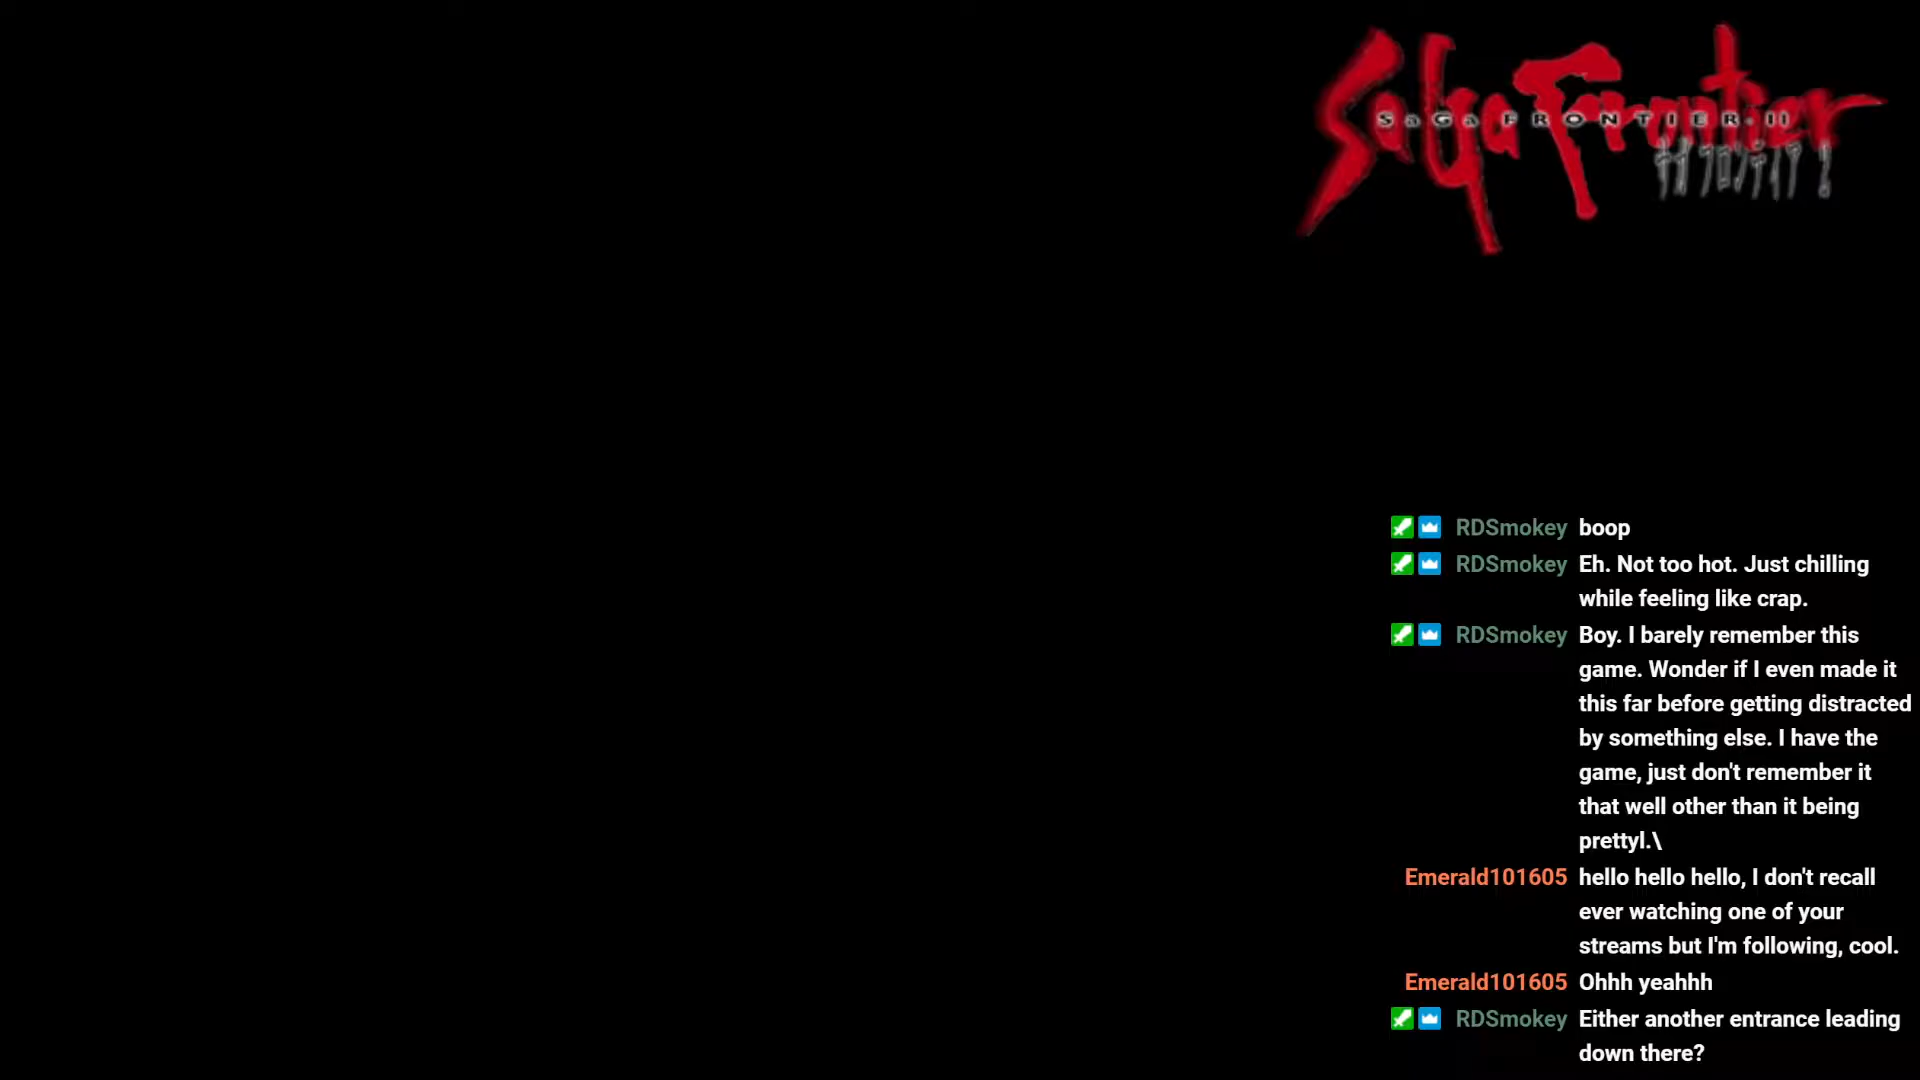 SaGa Frontier
SaGa FRONTIER II
RDSmokey boop
RDSmokey Eh. Not too hot. Just chilling
while feeling like crap.
RDSmokey Boy. I barely remember this
game. Wonder if I even made it
this far before getting distracted
by something else. I have the
game, just don't remember it
that well other than it being
prettyl.\
Emerald101605 hello hello hello, I don't recall
ever watching one of your
streams but I'm following, cool.
Emerald101605 Ohhh yeahhh
RDSmokey Either another entrance leading
down there?